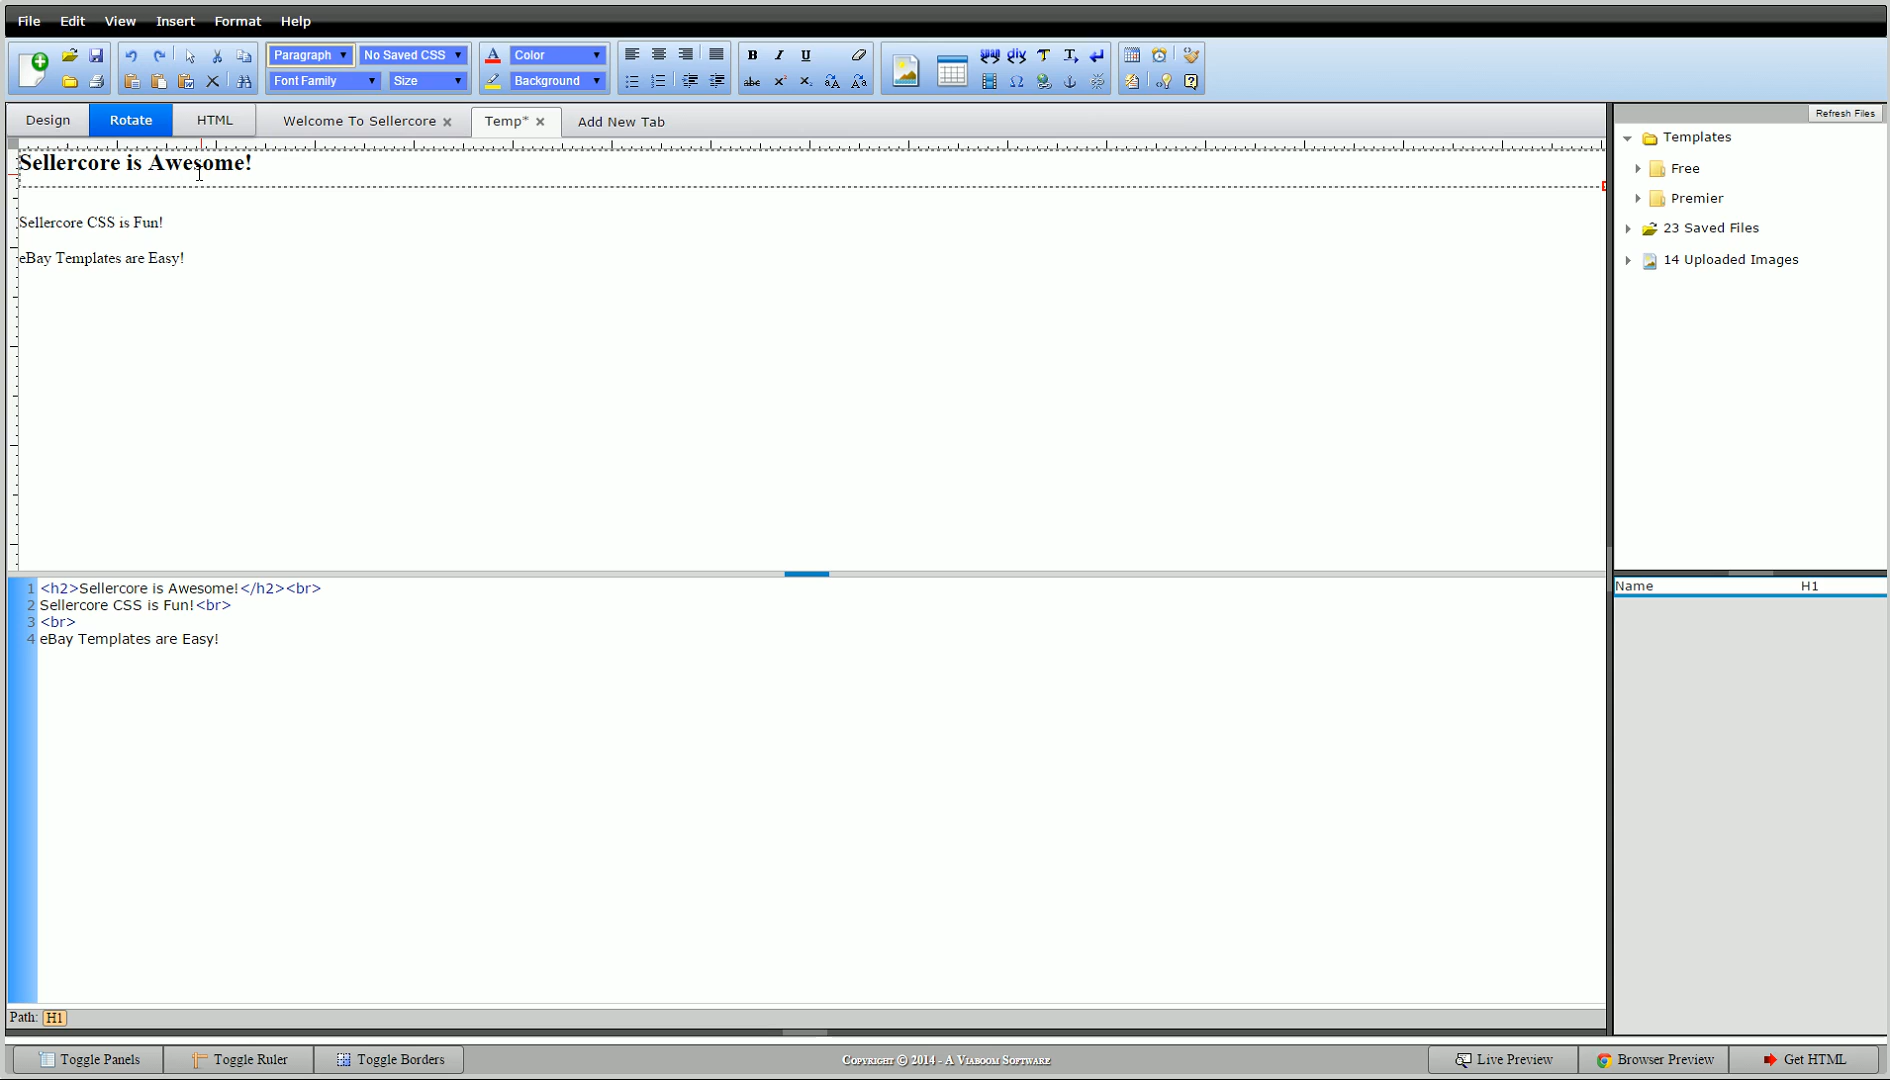 File Edit View Insert Format Help
Paragraph No Saved CSS Color
Font Family Size Background
Design Rotate HTML Welcome To Sellercore Temp* Add New Tab
Refresh Files
Sellercore is Awesome!
Sellercore CSS is Fun!
eBay Templates are Easy!
Templates
Free
Premier
23 Saved Files
14 Uploaded Images
1 <h2>Sellercore is Awesome!</h2><br>
2 Sellercore CSS is Fun!<br>
3 <br>
4 eBay Templates are Easy!
Name H1
Path: H1
Toggle Panels Toggle Ruler Toggle Borders Copyright © 2014 - A Viaboom Software Live Preview Browser Preview Get HTML